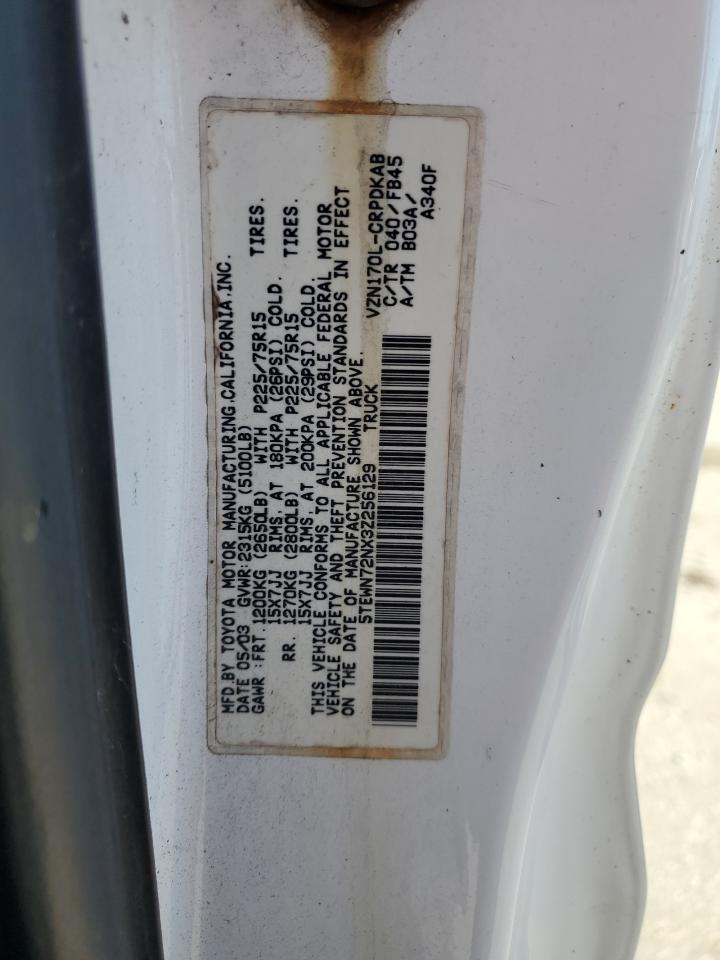 MFD.BY TOYOTA MOTOR MANUFACTURING.CALIFORNIA.INC.
DATE 05/03 GVWR:2315KG (5100LB)
GAWR :FRT.1200KG (2650LB) WITH P225/75R15 TIRES.
15X7JJ RIMS, AT 180KPA (26PSI) COLD.
RR. 1270KG (2800LB) WITH P225/75R15 TIRES.
15X7JJ RIMS, AT 200KPA (29PSI) COLD.
THIS VEHICLE CONFORMS TO ALL APPLICABLE FEDERAL MOTOR
VEHICLE SAFETY AND THEFT PREVENTION STANDARDS IN EFFECT
ON THE DATE OF MANUFACTURE SHOWN ABOVE.
5TEWN72NX3Z256129 TRUCK
VZN170L-CRPDKAB
C/TR 040/FB45
A/TM B03A/
A340F